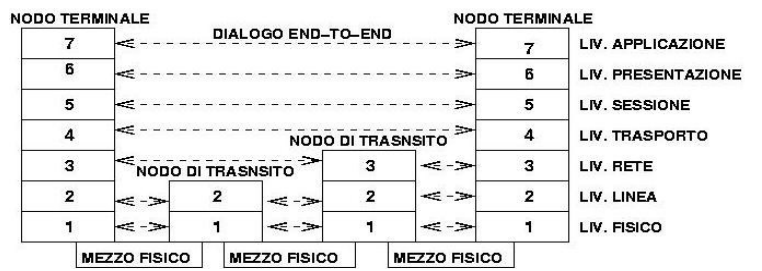 NODO TERMINALE NODO TERMINALE
7 DIALOGO END-TO-END 7 LIV. APPLICAZIONE
6 6 LIV. PRESENTAZIONE
5 5 LIV. SESSIONE
4 4 LIV. TRASPORTO
NODO DI TRASNSITO
3 3 3 LIV. RETE
NODO DI TRASNSITO
2 2 2 2 LIV. LINEA
1 1 1 1 LIV. FISICO
MEZZO FISICO MEZZO FISICO MEZZO FISICO